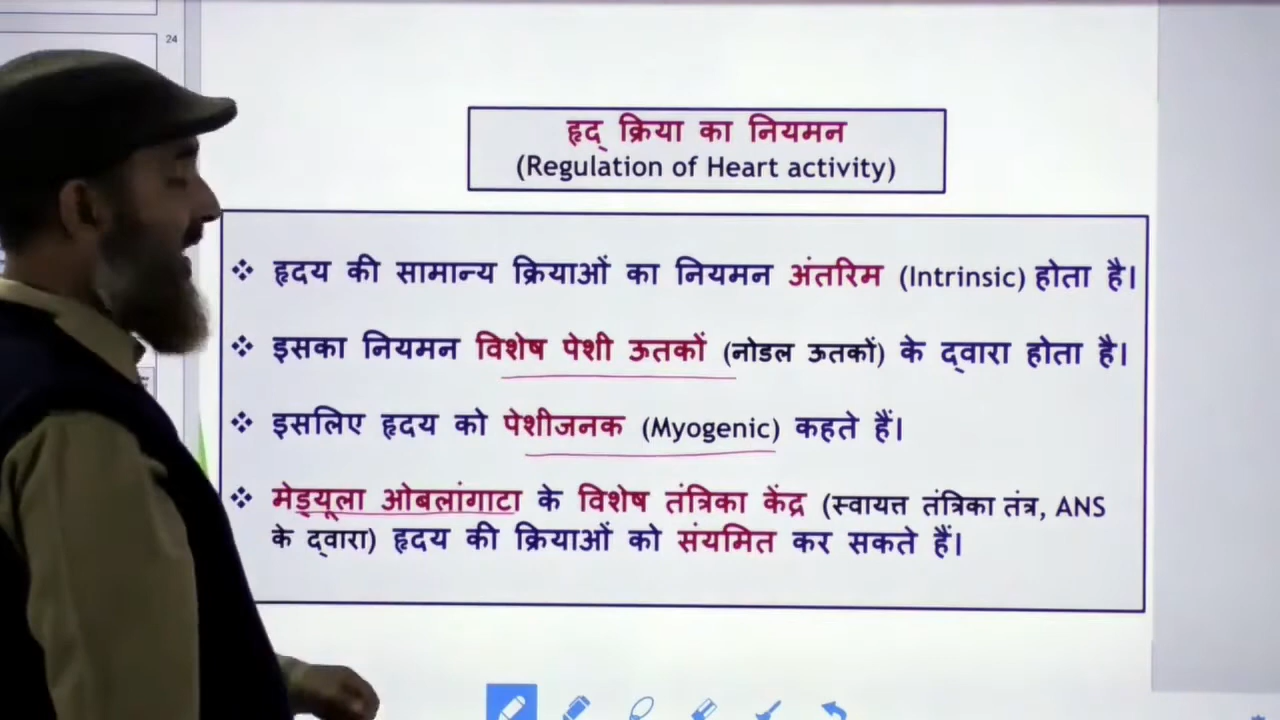 24
हृद् क्रिया का नियमन
(Regulation of Heart activity)
❖ हृदय की सामान्य क्रियाओं का नियमन अंतरिम (Intrinsic) होता है।
❖ इसका नियमन विशेष पेशी ऊतकों (नोडल ऊतकों) के द्वारा होता है।
❖ इसलिए हृदय को पेशीजनक (Myogenic) कहते हैं।
❖ मेड्यूला ओबलांगाटा के विशेष तंत्रिका केंद्र (स्वायत्त तंत्रिका तंत्र, ANS
के द्वारा) हृदय की क्रियाओं को संयमित कर सकते हैं।